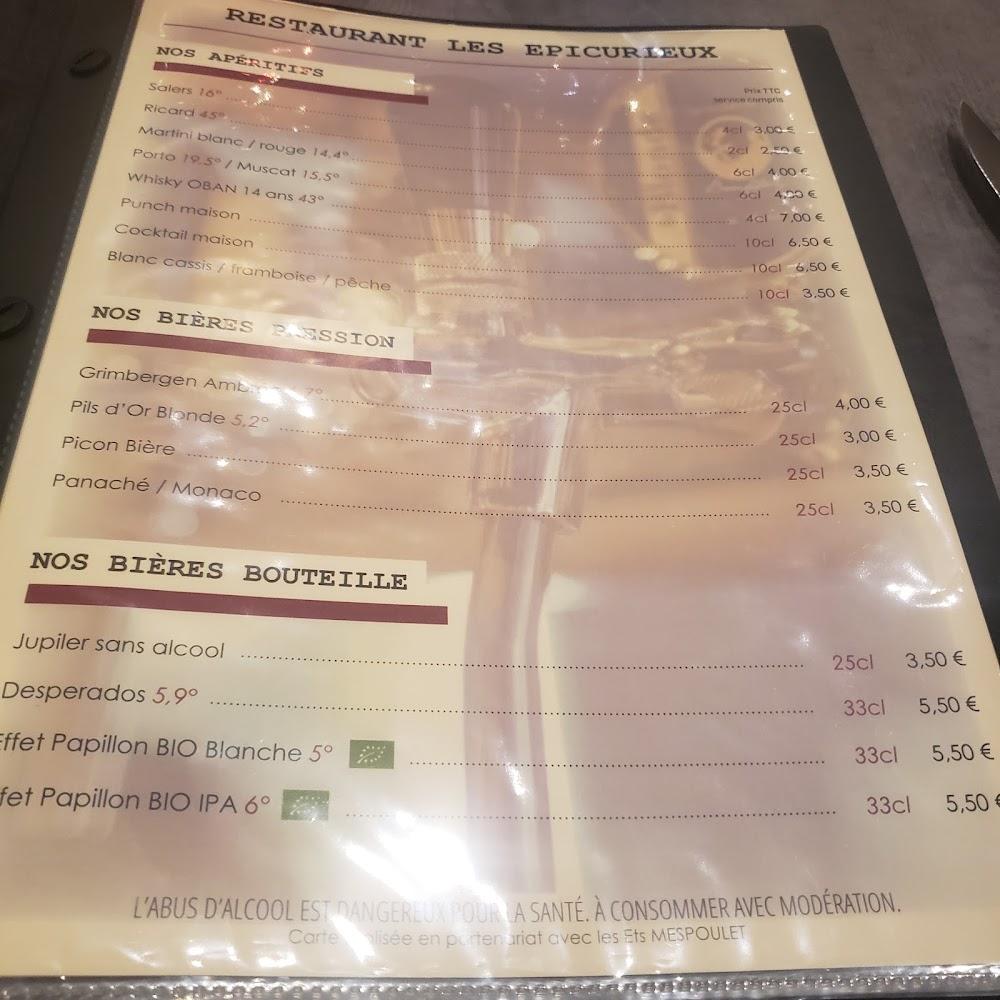 RESTAURANT LES EPICURIEUX
NOS APÉRITIFS
Prix TTC
service compris
Salers 16° 4cl 3,00 €
Ricard 45° 2cl 2,50 €
Martini blanc / rouge 14,4° 6cl 4,00 €
Porto 19.5° / Muscat 15,5° 6cl 4,00 €
Whisky OBAN 14 ans 43° 4cl 7,00 €
Punch maison 10cl 6,50 €
Cocktail maison 10cl 6,50 €
Blanc cassis / framboise / pêche 10cl 3,50 €
NOS BIÈRES PRESSION
Grimbergen 25cl 4,00 €
Pils d'Or Blonde 5,2° 25cl 3,00 €
Picon Bière 25cl 3,50 €
Panaché / Monaco 25cl 3,50 €
NOS BIÈRES BOUTEILLE
Jupiler sans alcool 25cl 3,50 €
Desperados 5,9° 33cl 5,50 €
Effet Papillon BIO Blanche 5° 33cl 5,50 €
fet Papillon BIO IPA 6° 33cl 5,50 €
L'ABUS D'ALCOOL EST DANGEREUX POUR LA SANTÉ. À CONSOMMER AVEC MODÉRATION.
Carte réalisée en partenariat avec les Ets MESPOULET